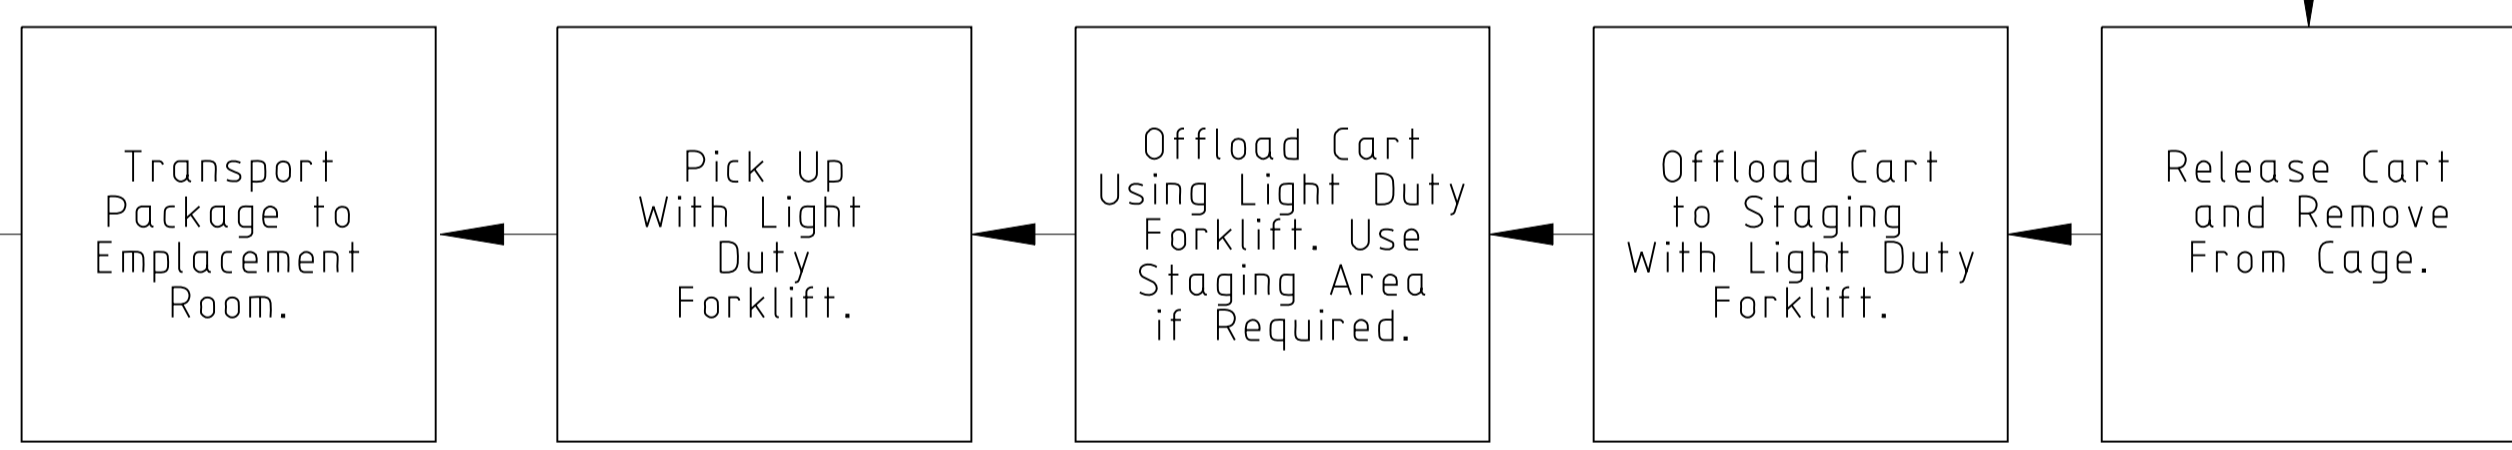 Transport
Package to
Emplacement
Room.
Pick Up
With Light
Duty
Forklift.
Offload Cart
Using Light Duty
Forklift. Use
Staging Area
if Required.
Offload Cart
to Staging
With Light Duty
Forklift.
Release Cart
and Remove
From Cage.